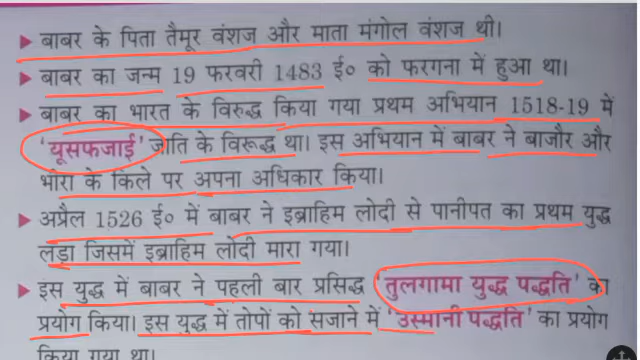 ▶ बाबर के पिता तैमूर वंशज और माता मंगोल वंशज थी।
▶ बाबर का जन्म 19 फरवरी 1483 ई० को फरगना में हुआ था।
▶ बाबर का भारत के विरुद्ध किया गया प्रथम अभियान 1518-19 में
'यूसफजाई' जाति के विरूद्ध था। इस अभियान में बाबर ने बाजौर और
भीरा के किले पर अपना अधिकार किया।
▶ अप्रैल 1526 ई० में बाबर ने इब्राहिम लोदी से पानीपत का प्रथम युद्ध
लड़ा जिसमें इब्राहिम लोदी मारा गया।
▶ इस युद्ध में बाबर ने पहली बार प्रसिद्ध 'तुलगामा युद्ध पद्धति' का
प्रयोग किया। इस युद्ध में तोपों को सजाने में 'उस्मानी पद्धति' का प्रयोग
किया गया था।